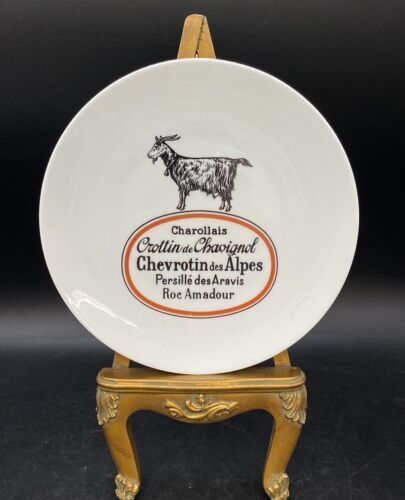 Charollais
Crottin de Chavignol
Chevrotin des Alpes
Persillé des Aravis
Roc Amadour